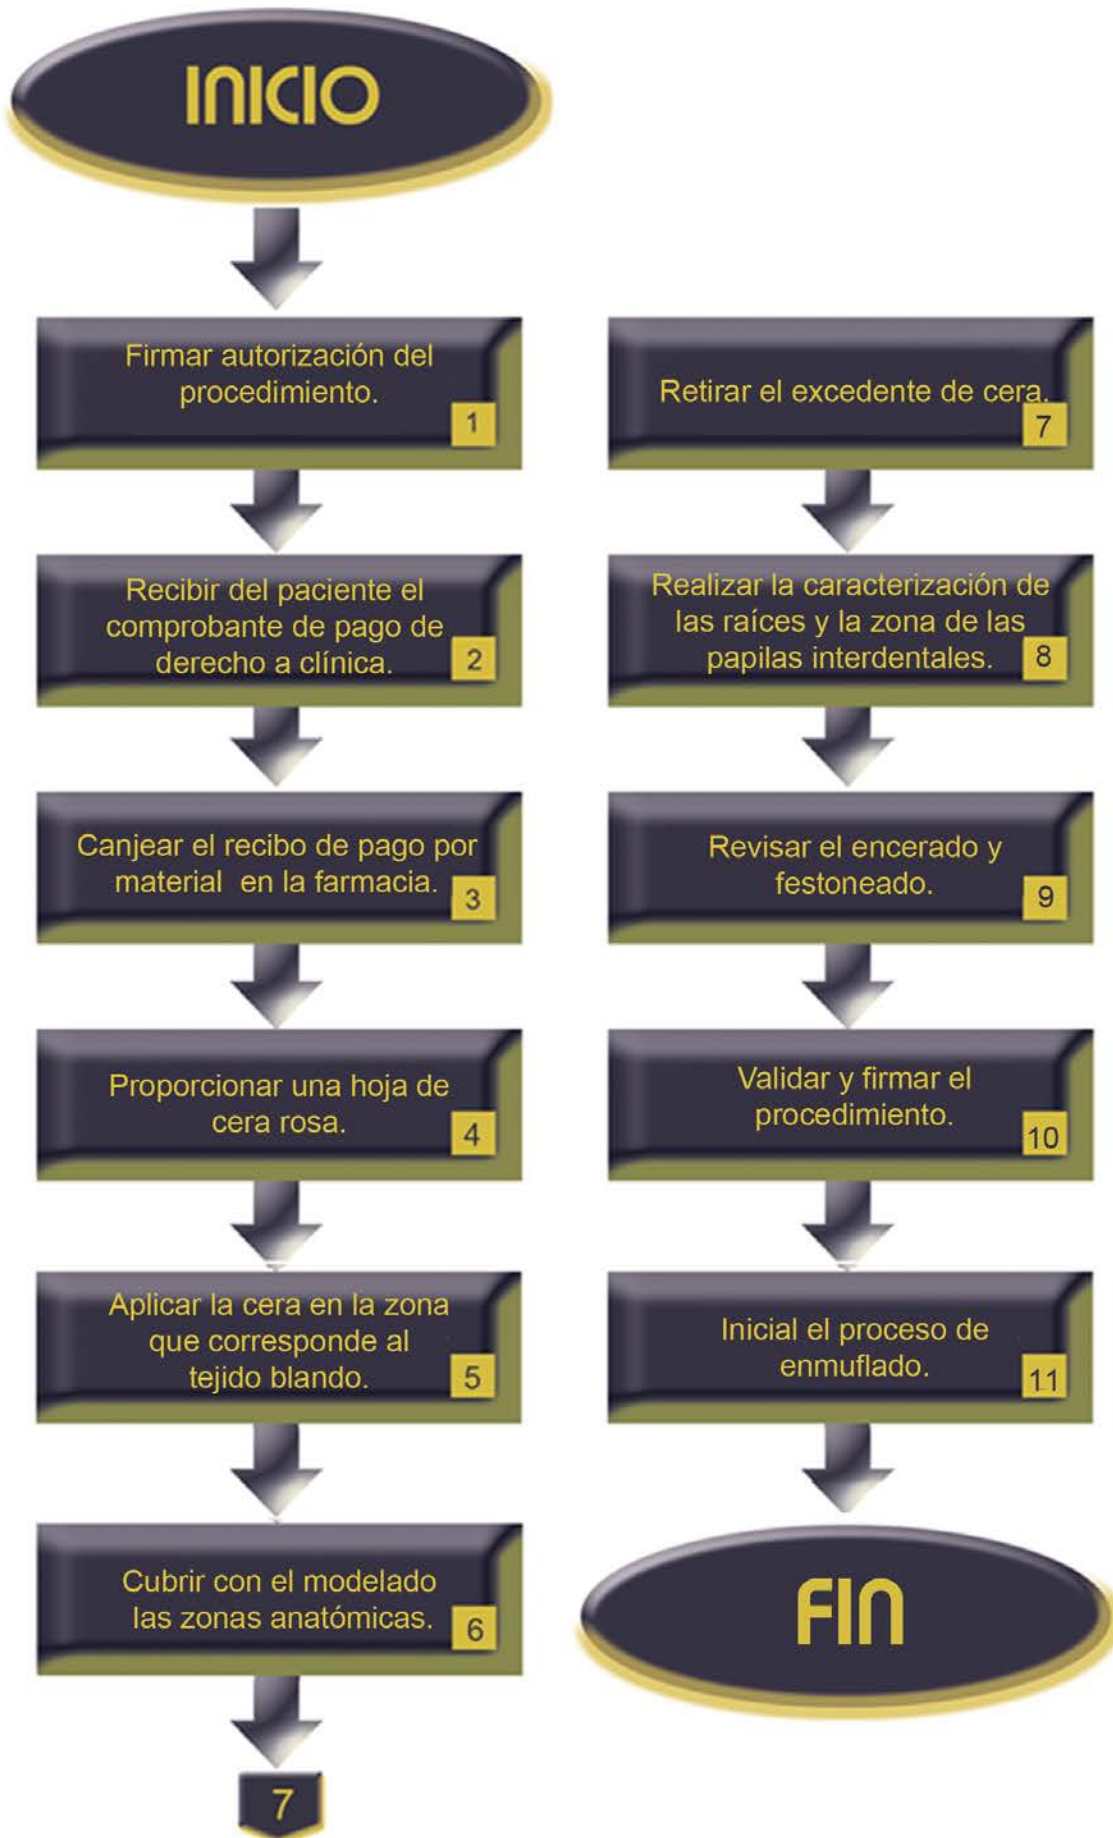 INICIO
Firmar autorización del
procedimiento.
1
Recibir del paciente el
comprobante de pago de
derecho a clínica.
2
Canjear el recibo de pago por
material en la farmacia.
3
Proporcionar una hoja de
cera rosa.
4
Aplicar la cera en la zona
que corresponde al
tejido blando.
5
Cubrir con el modelado
las zonas anatómicas.
6
7
Retirar el excedente de cera.
7
Realizar la caracterización de
las raíces y la zona de las
papilas interdentales.
8
Revisar el encerado y
festoneado.
9
Validar y firmar el
procedimiento.
10
Inicial el proceso de
enmuflado.
11
FIN